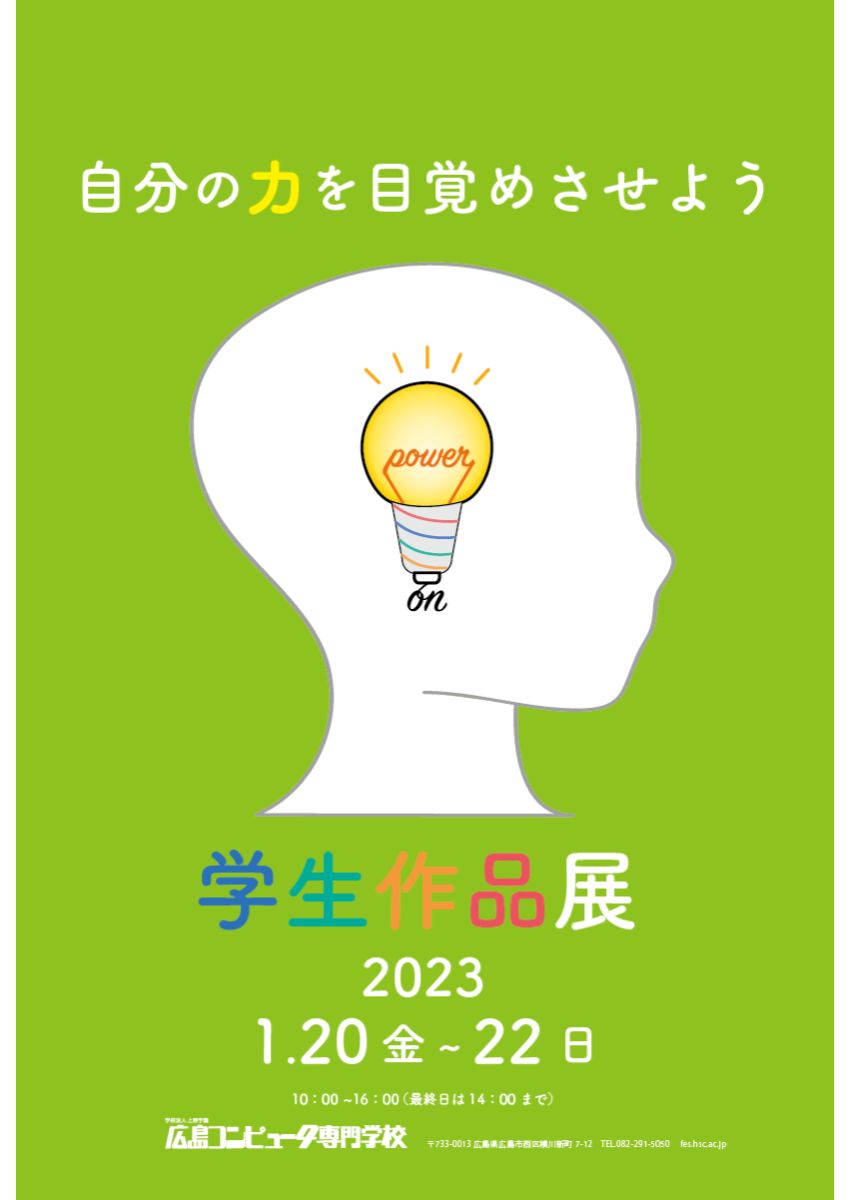 自分の力を目覚めさせよう
power
on
学生作品展
2023
1.20 金 ~ 22 日
10:00 ~16:00(最終日は14:00まで)
学校法人上野学園
広島コンピュータ専門学校 〒733-0013 広島県広島市西区横川新町 7-12 TEL.082-291-5050 fes.hsc.ac.jp